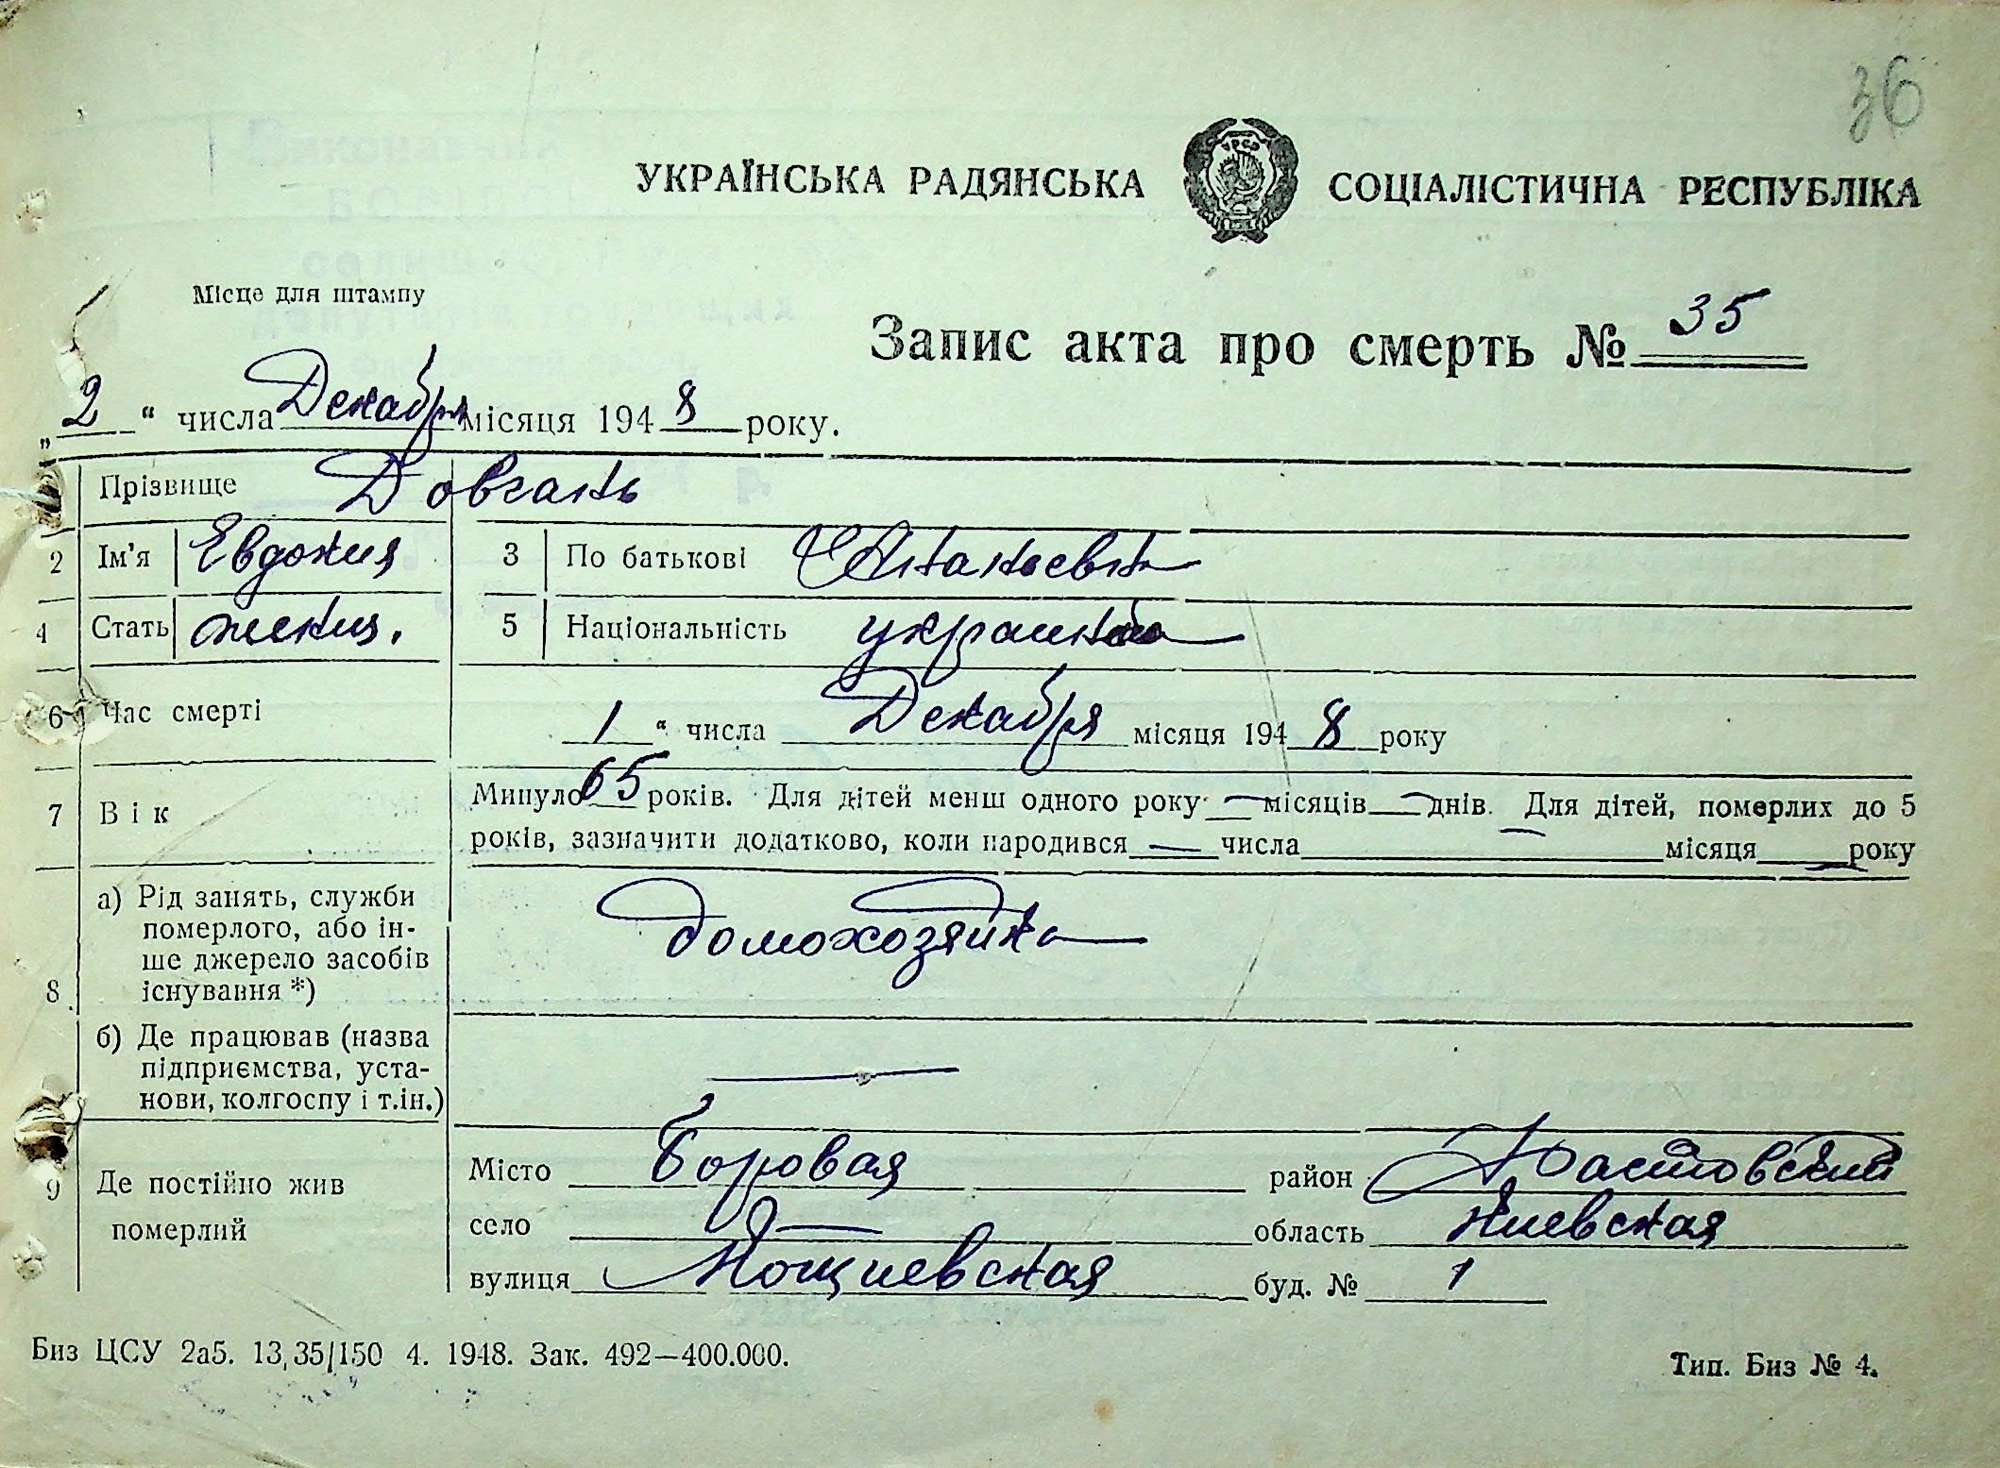 36
УКРАЇНСЬКА РАДЯНСЬКА СОЦІАЛІСТИЧНА РЕСПУБЛІКА
УРСР
Місце для штампу
Запис акта про смерть № 35
„2“ числа Декабря місяця 1948 року.
Прізвище Довгань
2 Ім’я Евдокия 3 По батькові Ананьевна
4 Стать женщ. 5 Національність украинка
6 Час смерті 1 “ числа Декабря місяця 1948 року
7 Вік Минуло 65 років. Для дітей менш одного року — місяців — днів. Для дітей, померлих до 5
років, зазначити додатково, коли народився — числа — місяця — року
8 а) Рід занять, служби
померлого, або ін-
ше джерело засобів
існування *) домохозяйка
б) Де працював (назва
підприємства, уста-
нови, колгоспу і т.ін.) —
9 Де постійно жив
померлий
Місто Боровая район Фастовский
село — область Киевская
вулиця буд. № 1
Биз ЦСУ 2а5. 13,35/150 4. 1948. Зак. 492—400.000.
Тип. Биз № 4.